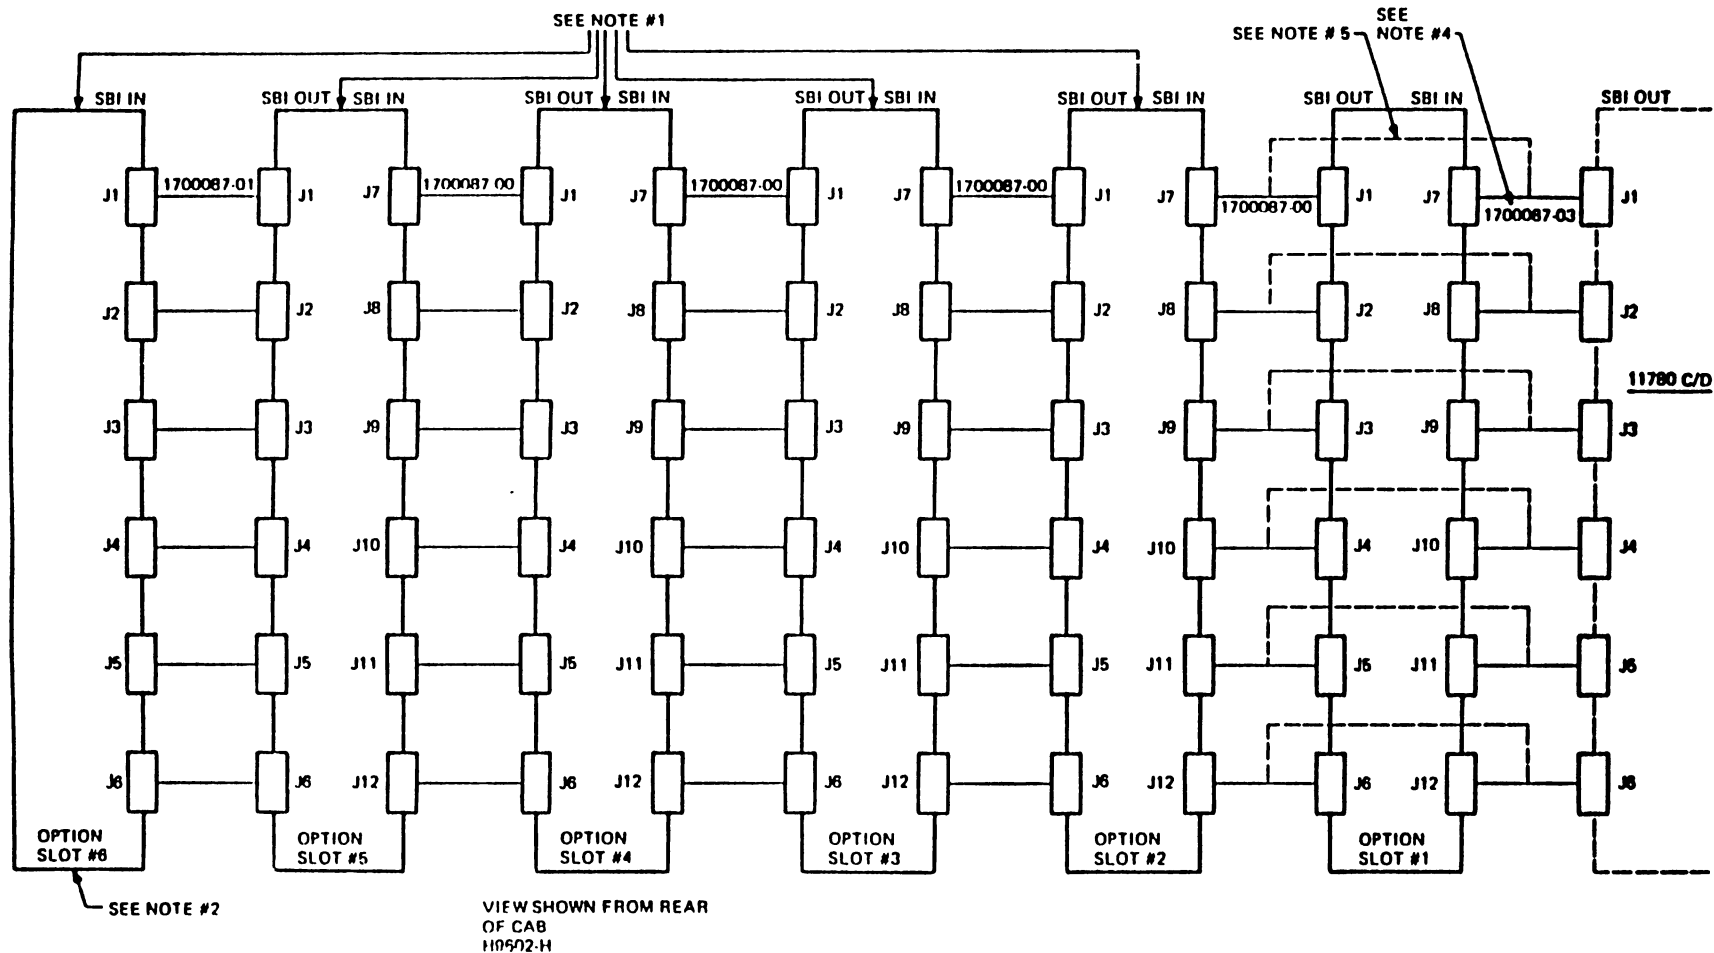 SEE NOTE #1
SEE NOTE #5
SEE
NOTE #4
SBI IN
SBI OUT SBI IN
SBI OUT SBI IN
SBI OUT SBI IN
SBI OUT SBI IN
SBI OUT SBI IN
SBI OUT
J1 1700087-01 J1 J7 1700087-00 J1 J7 1700087-00 J1 J7 1700087-00 J1 J7 1700087-00 J1 J7 1700087-03 J1
J2 J2 J8 J2 J8 J2 J8 J2 J8 J2 J8 J2
11780 C/D
J3 J3 J9 J3 J9 J3 J9 J3 J9 J3 J9 J3
J4 J4 J10 J4 J10 J4 J10 J4 J10 J4 J10 J4
J5 J5 J11 J5 J11 J5 J11 J5 J11 J5 J11 J5
J6 J6 J12 J6 J12 J6 J12 J6 J12 J6 J12 J6
OPTION
SLOT #6
OPTION
SLOT #5
OPTION
SLOT #4
OPTION
SLOT #3
OPTION
SLOT #2
OPTION
SLOT #1
SEE NOTE #2
VIEW SHOWN FROM REAR
OF CAB
H9602-H